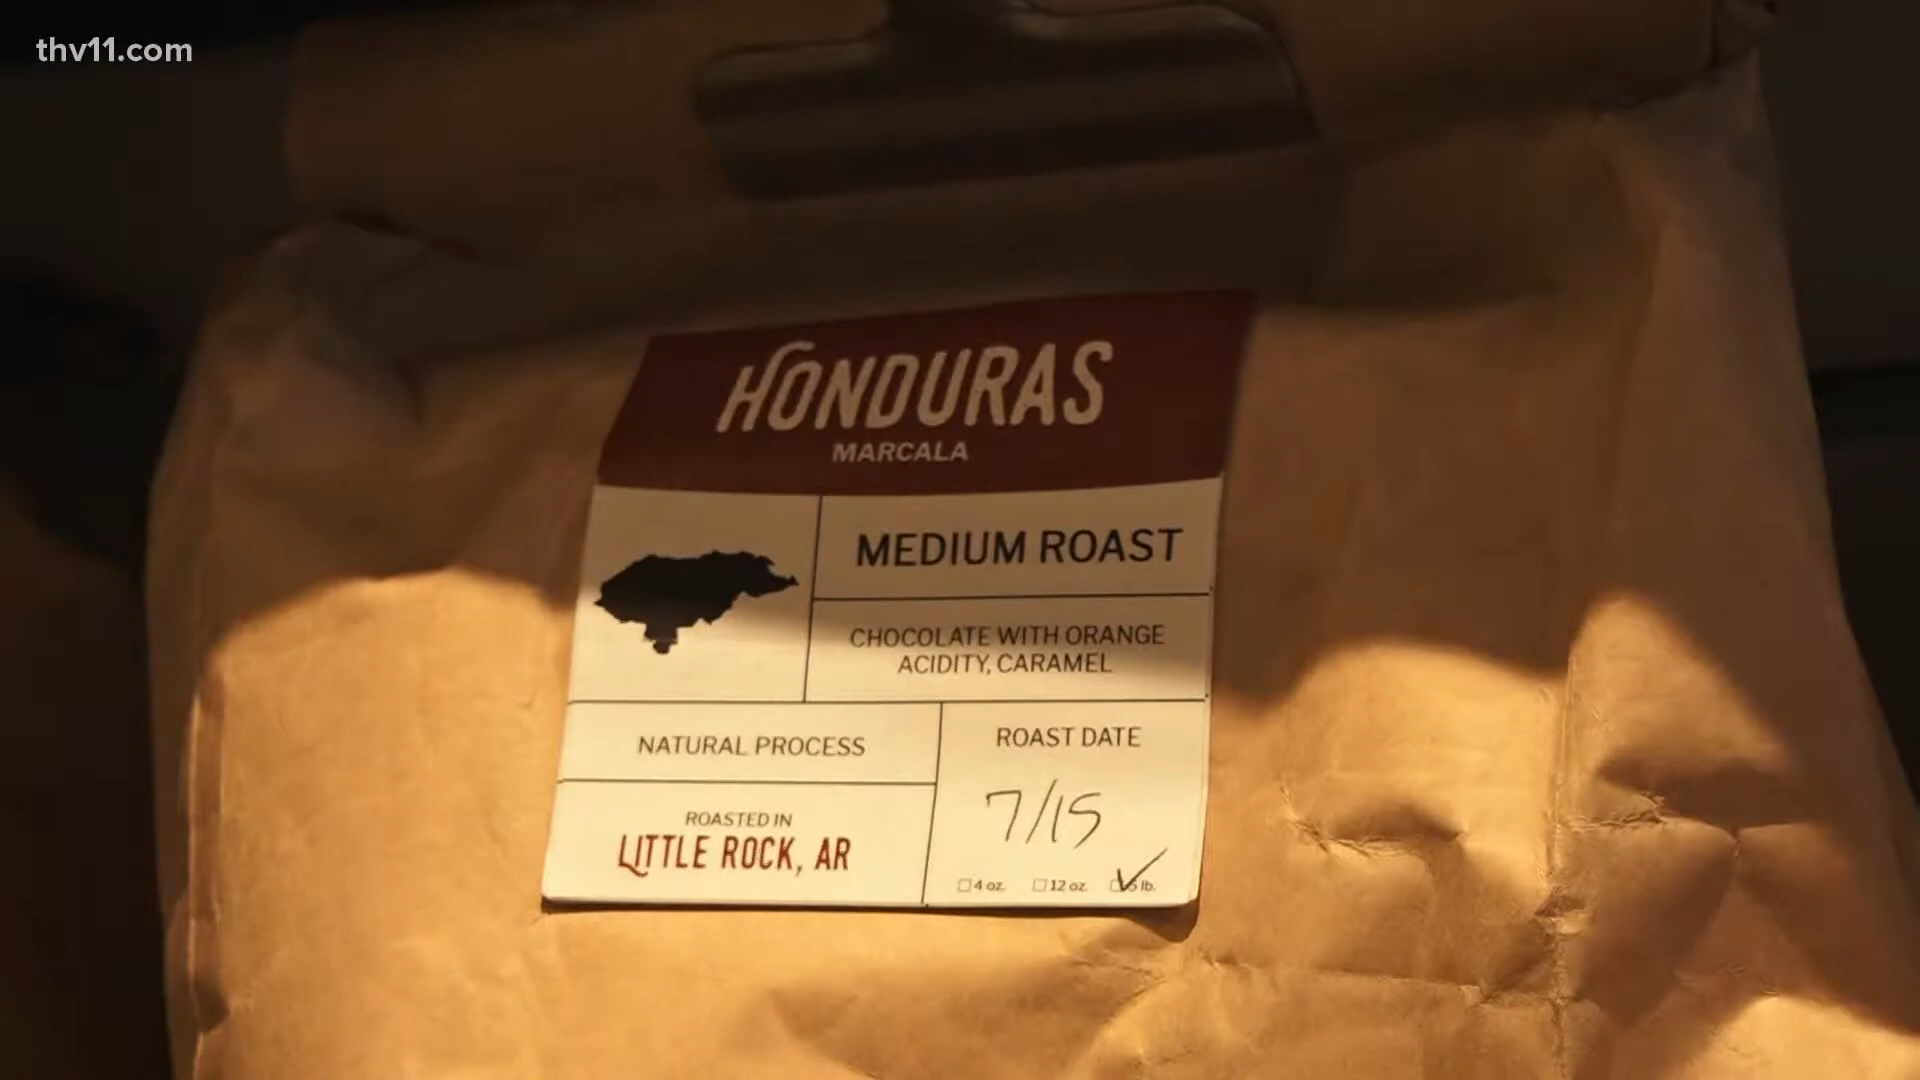 thv11.com
HONDURAS
MARCALA
MEDIUM ROAST
CHOCOLATE WITH ORANGE
ACIDITY, CARAMEL
NATURAL PROCESS
ROASTED IN
LITTLE ROCK, AR
ROAST DATE
7/15
4 oz. 12 oz. 5 lb.